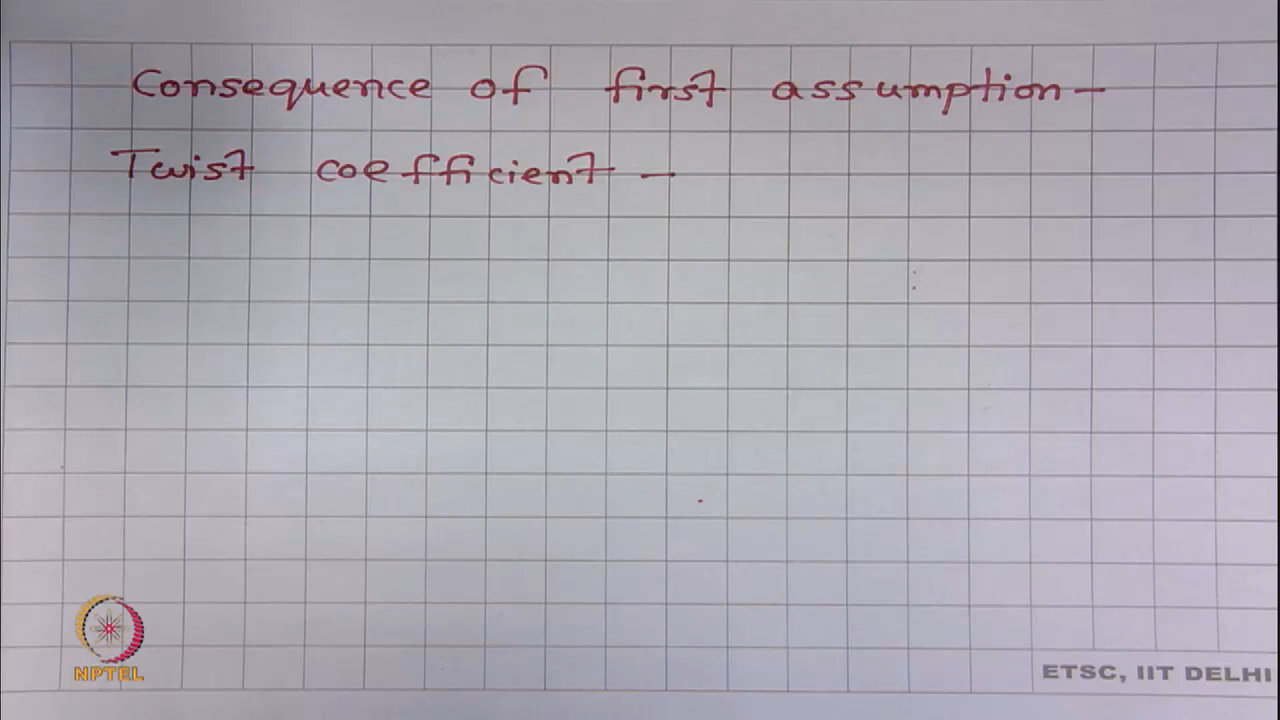 Consequence of first assumption -
Twist coefficient -
NPTEL
ETSC, IIT DELHI